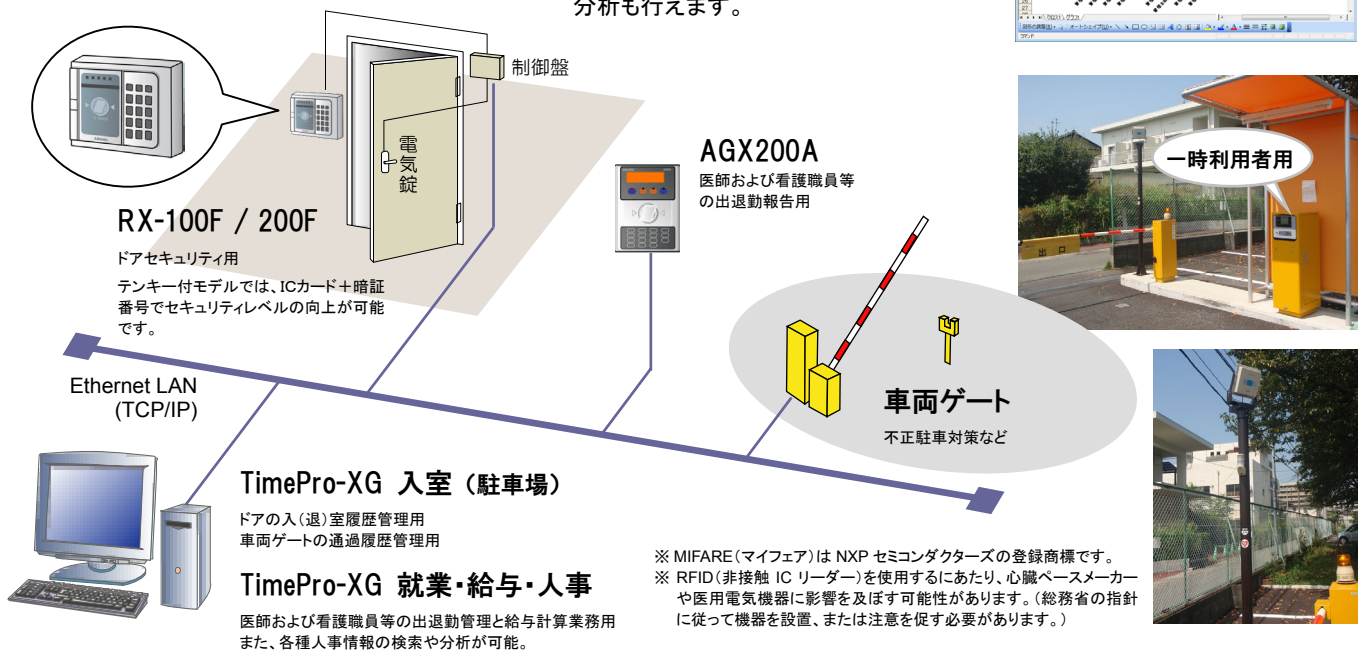 分析も行えます。
制御盤
電気錠
RX-100F / 200F
ドアセキュリティ用
テンキー付モデルでは、ICカード＋暗証
番号でセキュリティレベルの向上が可能
です。
AGX200A
医師および看護職員等
の出退勤報告用
一時利用者用
出口
Ethernet LAN
(TCP/IP)
車両ゲート
不正駐車対策など
TimePro-XG 入室（駐車場）
ドアの入（退）室履歴管理用
車両ゲートの通過履歴管理用
TimePro-XG 就業・給与・人事
医師および看護職員等の出退勤管理と給与計算業務用
また、各種人事情報の検索や分析が可能。
※ MIFARE（マイフェア）は NXP セミコンダクターズの登録商標です。
※ RFID（非接触 IC リーダー）を使用するにあたり、心臓ペースメーカー
や医用電気機器に影響を及ぼす可能性があります。（総務省の指針
に従って機器を設置、または注意を促す必要があります。）